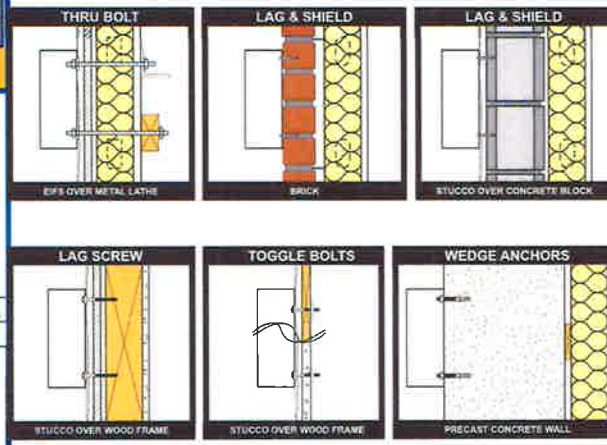 THRU BOLT
EIFS OVER METAL LATHE
LAG & SHIELD
BRICK
LAG & SHIELD
STUCCO OVER CONCRETE BLOCK
LAG SCREW
STUCCO OVER WOOD FRAME
TOGGLE BOLTS
STUCCO OVER WOOD FRAME
WEDGE ANCHORS
PRECAST CONCRETE WALL